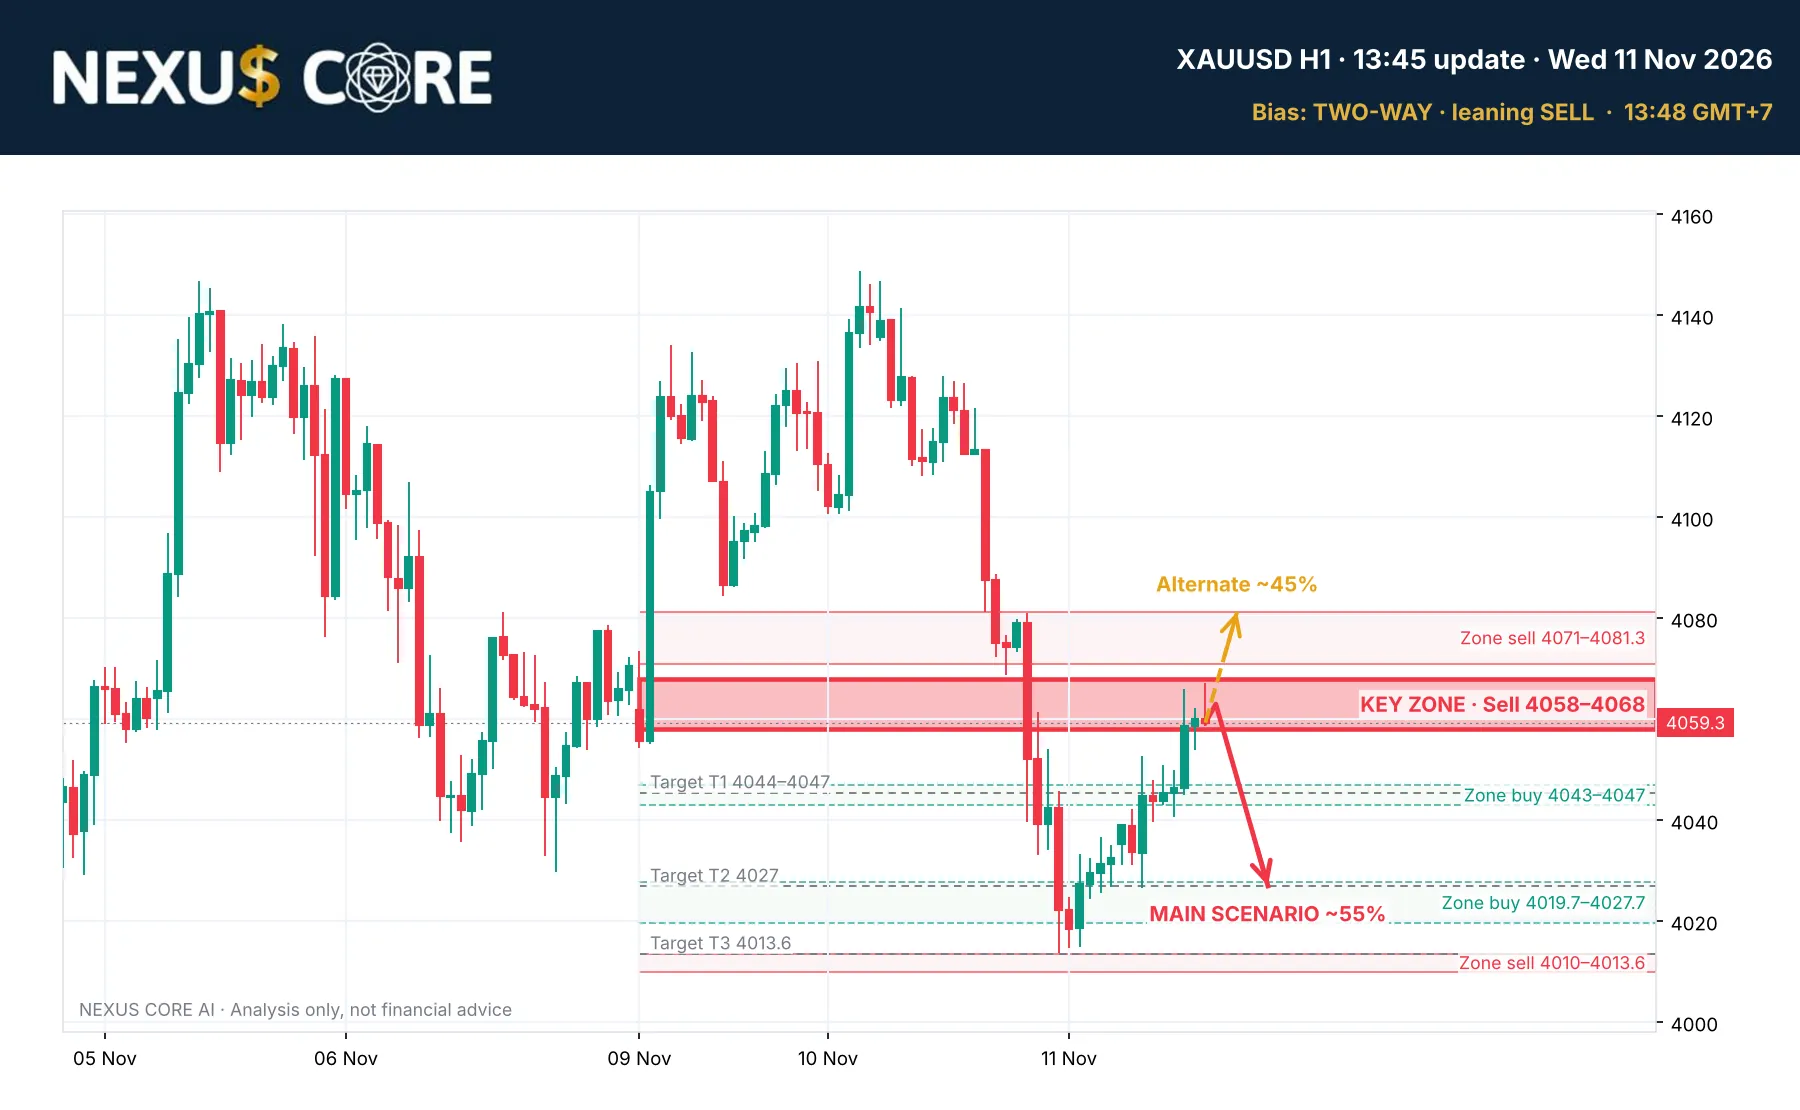 NEXU$ CORE
XAUUSD H1 · 13:45 update · Wed 11 Nov 2026
Bias: TWO-WAY · leaning SELL · 13:48 GMT+7
4160
4140
4120
4100
Alternate ~45%
4080
Zone sell 4071–4081.3
KEY ZONE · Sell 4058–4068
4059.3
Target T1 4044–4047
Zone buy 4043–4047
4040
Target T2 4027
Zone buy 4019.7–4027.7
MAIN SCENARIO ~55%
4020
Target T3 4013.6
Zone sell 4010–4013.6
NEXUS CORE AI · Analysis only, not financial advice
4000
05 Nov
06 Nov
09 Nov
10 Nov
11 Nov